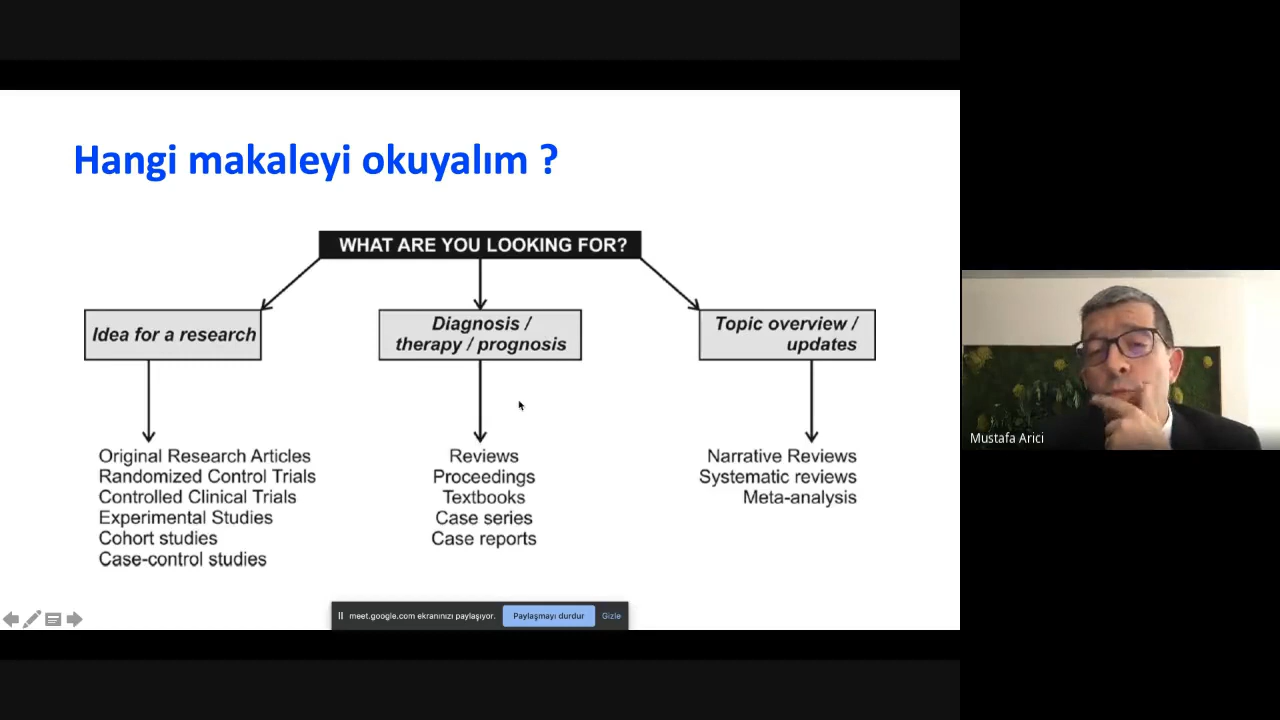 Hangi makaleyi okuyalım ?
WHAT ARE YOU LOOKING FOR?
Idea for a research
Diagnosis /
therapy / prognosis
Topic overview /
updates
Original Research Articles
Randomized Control Trials
Controlled Clinical Trials
Experimental Studies
Cohort studies
Case-control studies
Reviews
Proceedings
Textbooks
Case series
Case reports
Narrative Reviews
Systematic reviews
Meta-analysis
meet.google.com ekranınızı paylaşıyor.
Paylaşmayı durdur
Gizle
Mustafa Arici